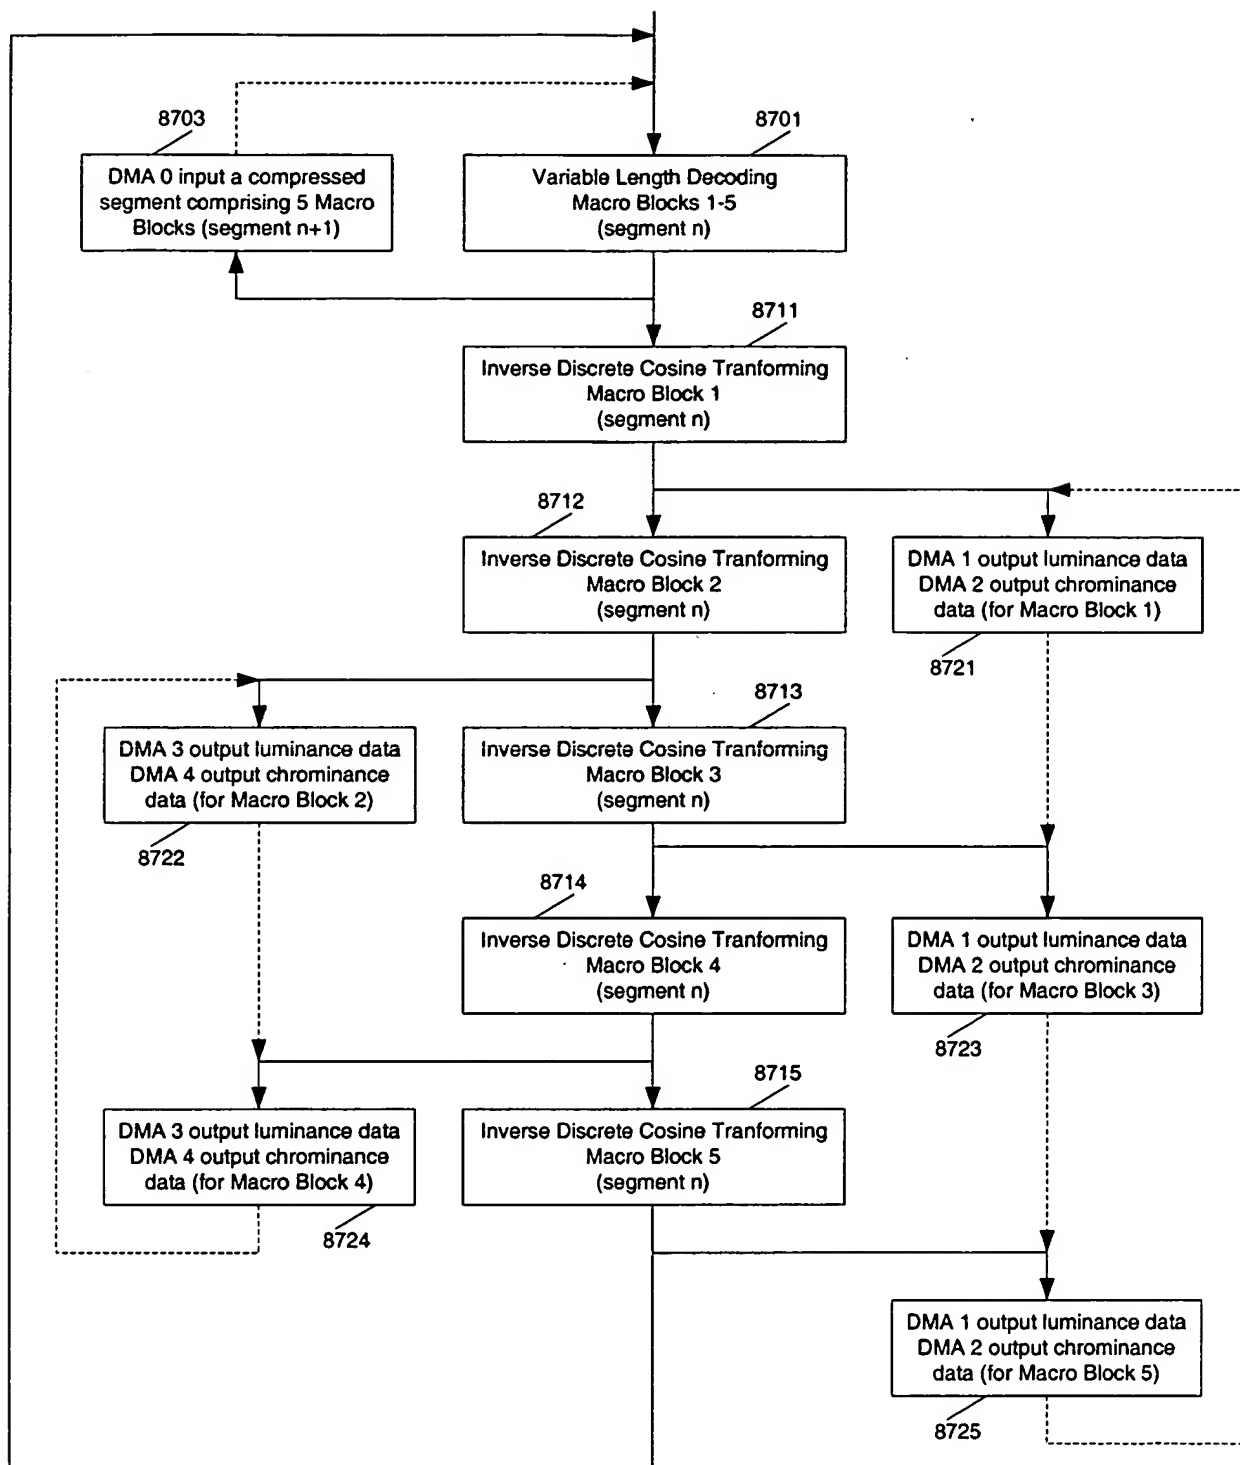 8703
8701
DMA 0 input a compressed
segment comprising 5 Macro
Blocks (segment n+1)
Variable Length Decoding
Macro Blocks 1-5
(segment n)
8711
Inverse Discrete Cosine Tranforming
Macro Block 1
(segment n)
8712
Inverse Discrete Cosine Tranforming
Macro Block 2
(segment n)
DMA 1 output luminance data
DMA 2 output chrominance
data (for Macro Block 1)
8721
8713
DMA 3 output luminance data
DMA 4 output chrominance
data (for Macro Block 2)
8722
Inverse Discrete Cosine Tranforming
Macro Block 3
(segment n)
8714
Inverse Discrete Cosine Tranforming
Macro Block 4
(segment n)
DMA 1 output luminance data
DMA 2 output chrominance
data (for Macro Block 3)
8723
8715
DMA 3 output luminance data
DMA 4 output chrominance
data (for Macro Block 4)
8724
Inverse Discrete Cosine Tranforming
Macro Block 5
(segment n)
DMA 1 output luminance data
DMA 2 output chrominance
data (for Macro Block 5)
8725